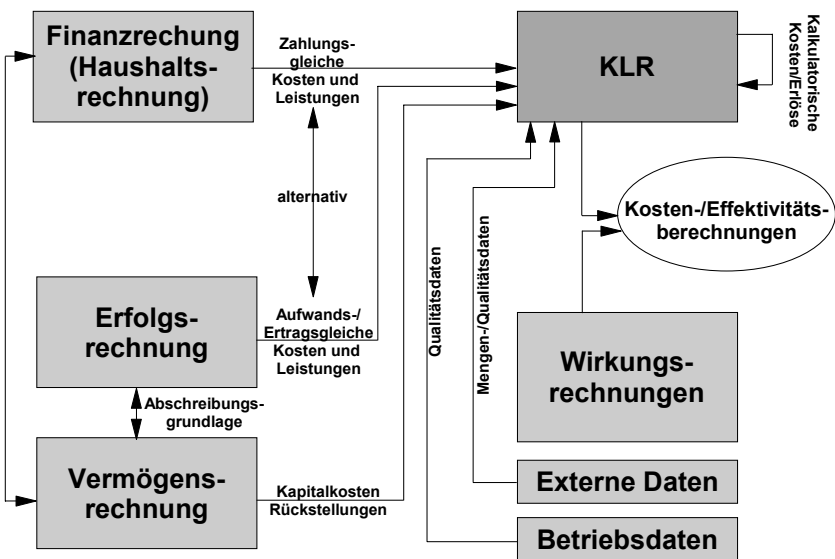 Finanzrechung
(Haushalts-
rechnung)
Zahlungs-
gleiche
Kosten und
Leistungen
KLR
Kalkulatorische
Kosten/Erlöse
alternativ
Kosten-/Effektivitäts-
berechnungen
Qualitätsdaten
Mengen-/Qualitätsdaten
Erfolgs-
rechnung
Aufwands-/
Ertragsgleiche
Kosten und
Leistungen
Wirkungs-
rechnungen
Abschreibungs-
grundlage
Vermögens-
rechnung
Kapitalkosten
Rückstellungen
Externe Daten
Betriebsdaten